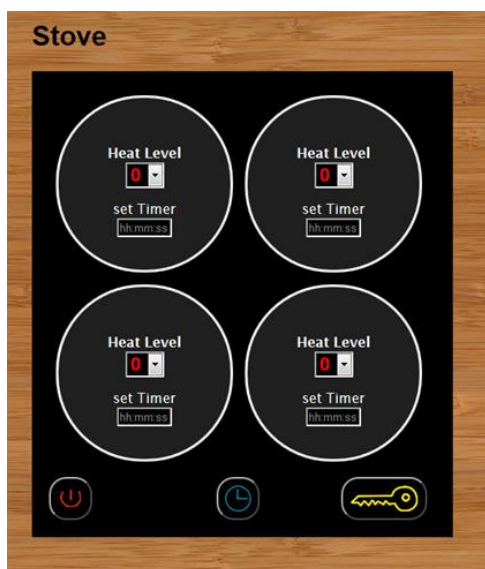 Stove
Heat Level
0
set Timer
hh:mm:ss
Heat Level
0
set Timer
hh:mm:ss
Heat Level
0
set Timer
hh:mm:ss
Heat Level
0
set Timer
hh:mm:ss